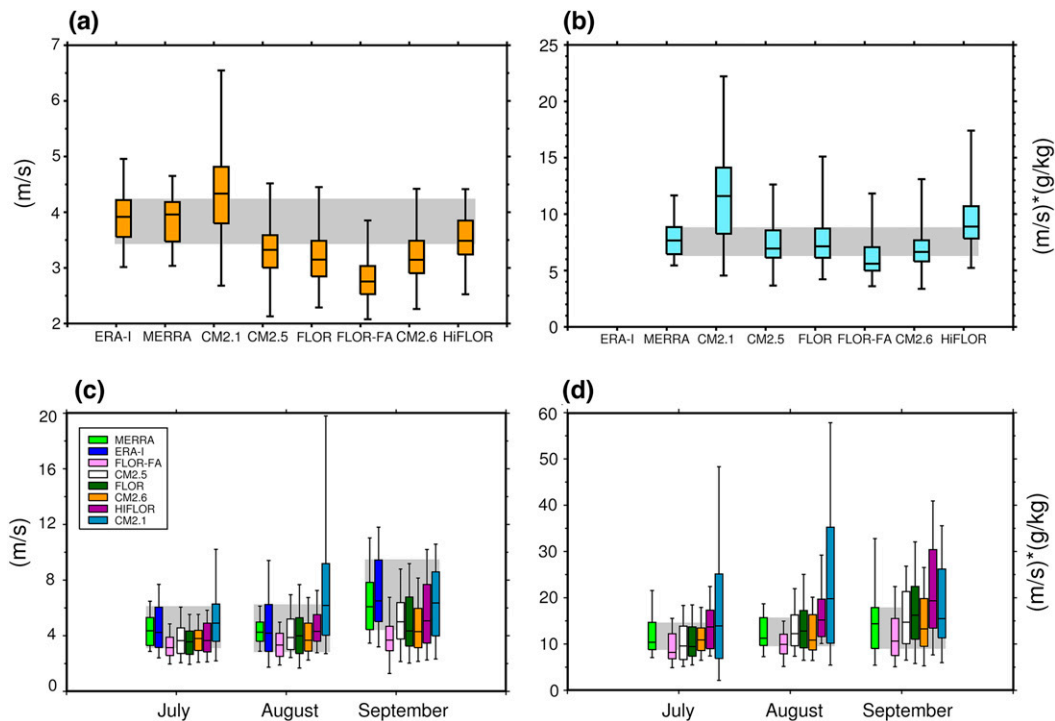 (a)
7
6
5
4
3
2
(m/s)
ERA-I MERRA CM2.1 CM2.5 FLOR FLOR-FA CM2.6 HiFLOR
(b)
25
20
15
10
5
0
(m/s)*(g/kg)
ERA-I MERRA CM2.1 CM2.5 FLOR FLOR-FA CM2.6 HiFLOR
(c)
20
16
12
8
4
0
(m/s)
MERRA
ERA-I
FLOR-FA
CM2.5
FLOR
CM2.6
HIFLOR
CM2.1
July August September
(d)
60
50
40
30
20
10
0
(m/s)*(g/kg)
July August September